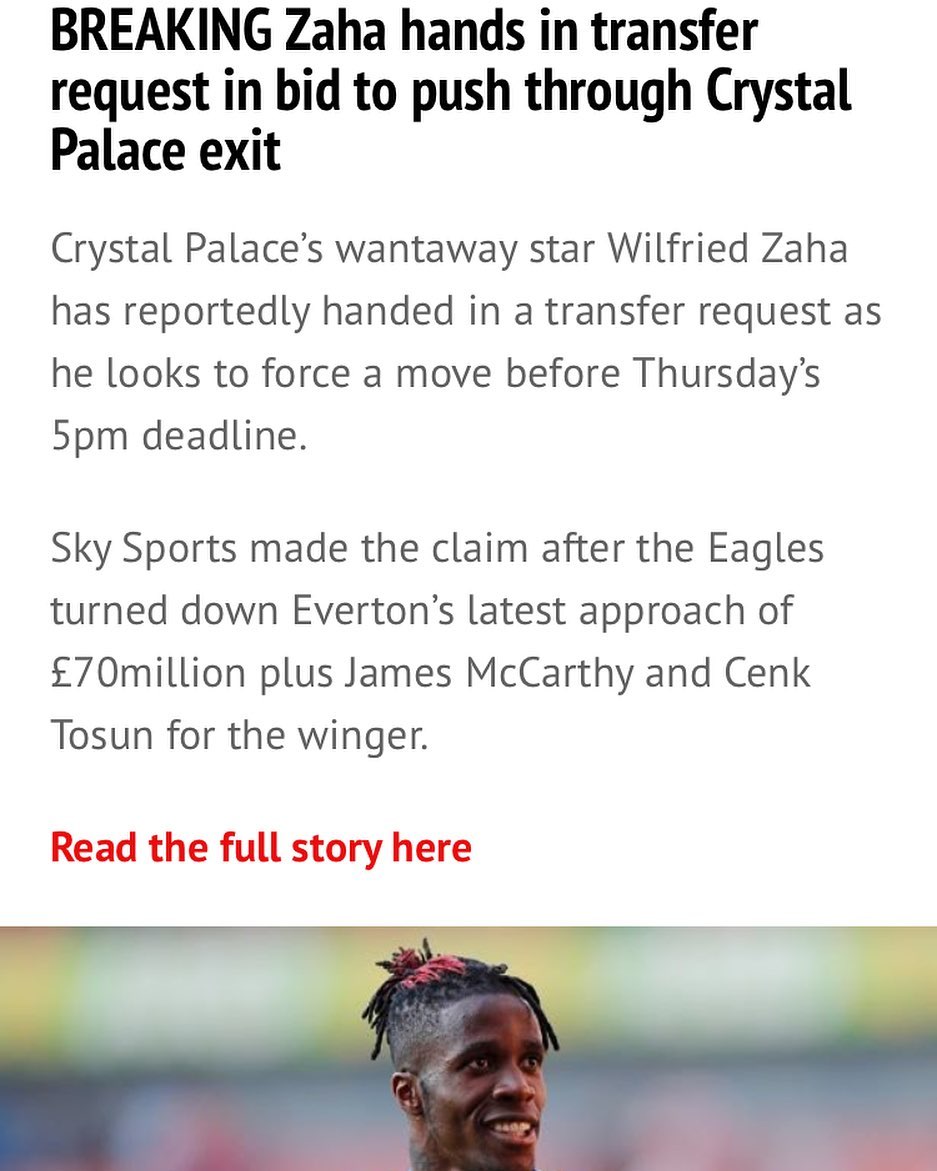 BREAKING Zaha hands in transfer
request in bid to push through Crystal
Palace exit
Crystal Palace’s wantaway star Wilfried Zaha
has reportedly handed in a transfer request as
he looks to force a move before Thursday’s
5pm deadline.
Sky Sports made the claim after the Eagles
turned down Everton’s latest approach of
£70million plus James McCarthy and Cenk
Tosun for the winger.
Read the full story here